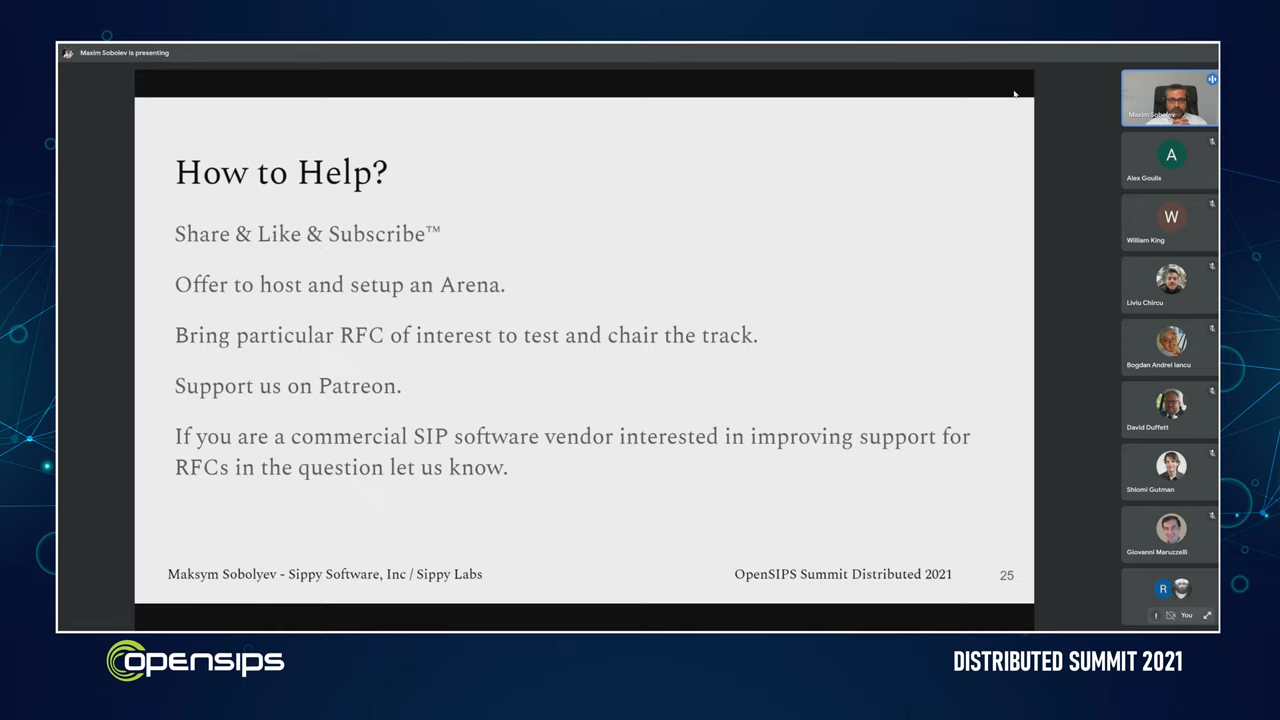 Maxim Sobolev is presenting
How to Help?
Share & Like & Subscribe™
Offer to host and setup an Arena.
Bring particular RFC of interest to test and chair the track.
Support us on Patreon.
If you are a commercial SIP software vendor interested in improving support for
RFCs in the question let us know.
Maksym Sobolyev - Sippy Software, Inc / Sippy Labs
OpenSIPS Summit Distributed 2021
25
Maxim Sobolev
A
Alex Goulis
W
William King
Liviu Chircu
Bogdan Andrei Iancu
David Duffett
Shlomi Gutman
Giovanni Maruzzelli
R
You
opensips
DISTRIBUTED SUMMIT 2021